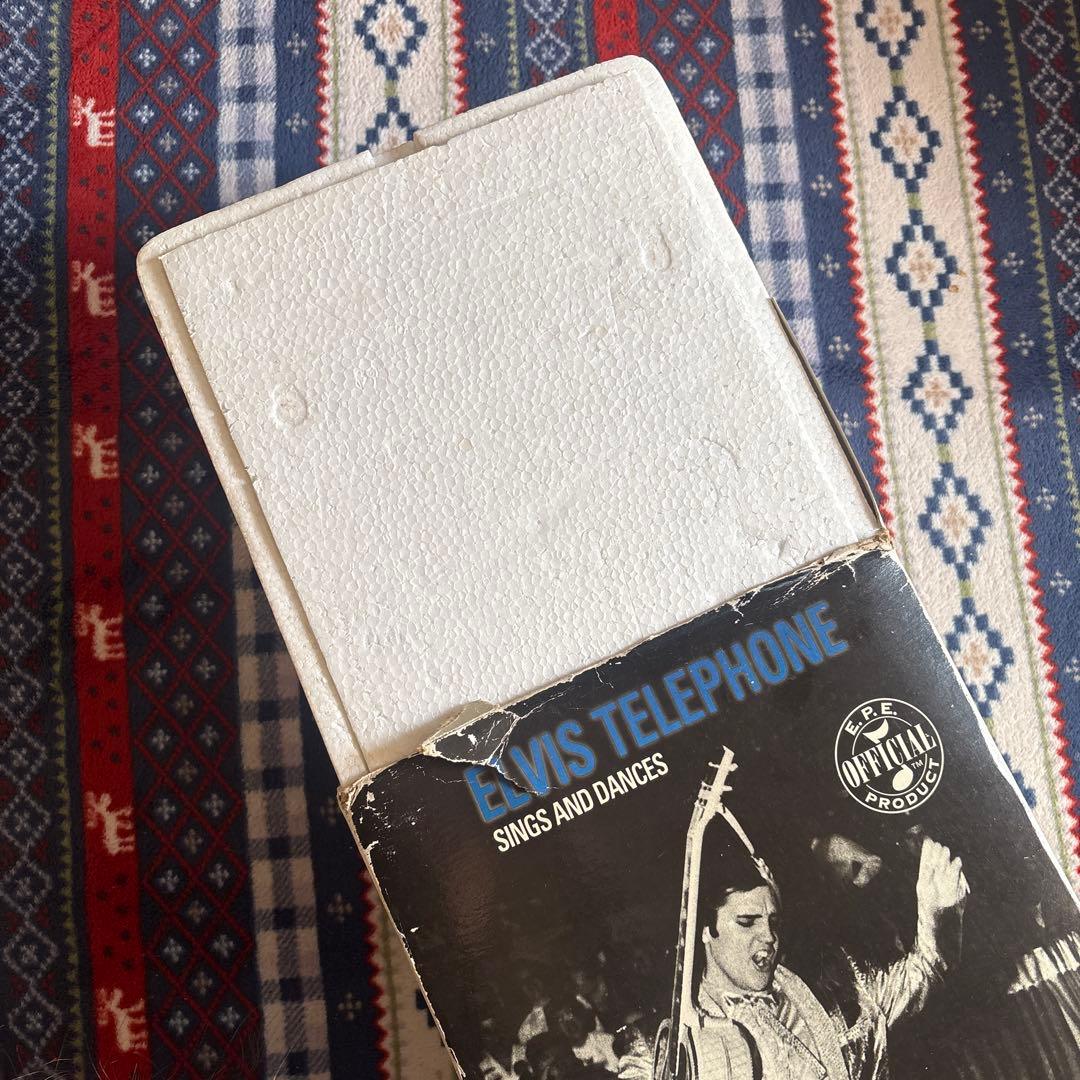 ELVIS TELEPHONE
SINGS AND DANCES
E.P.E.
OFFICIAL
TM
PRODUCT